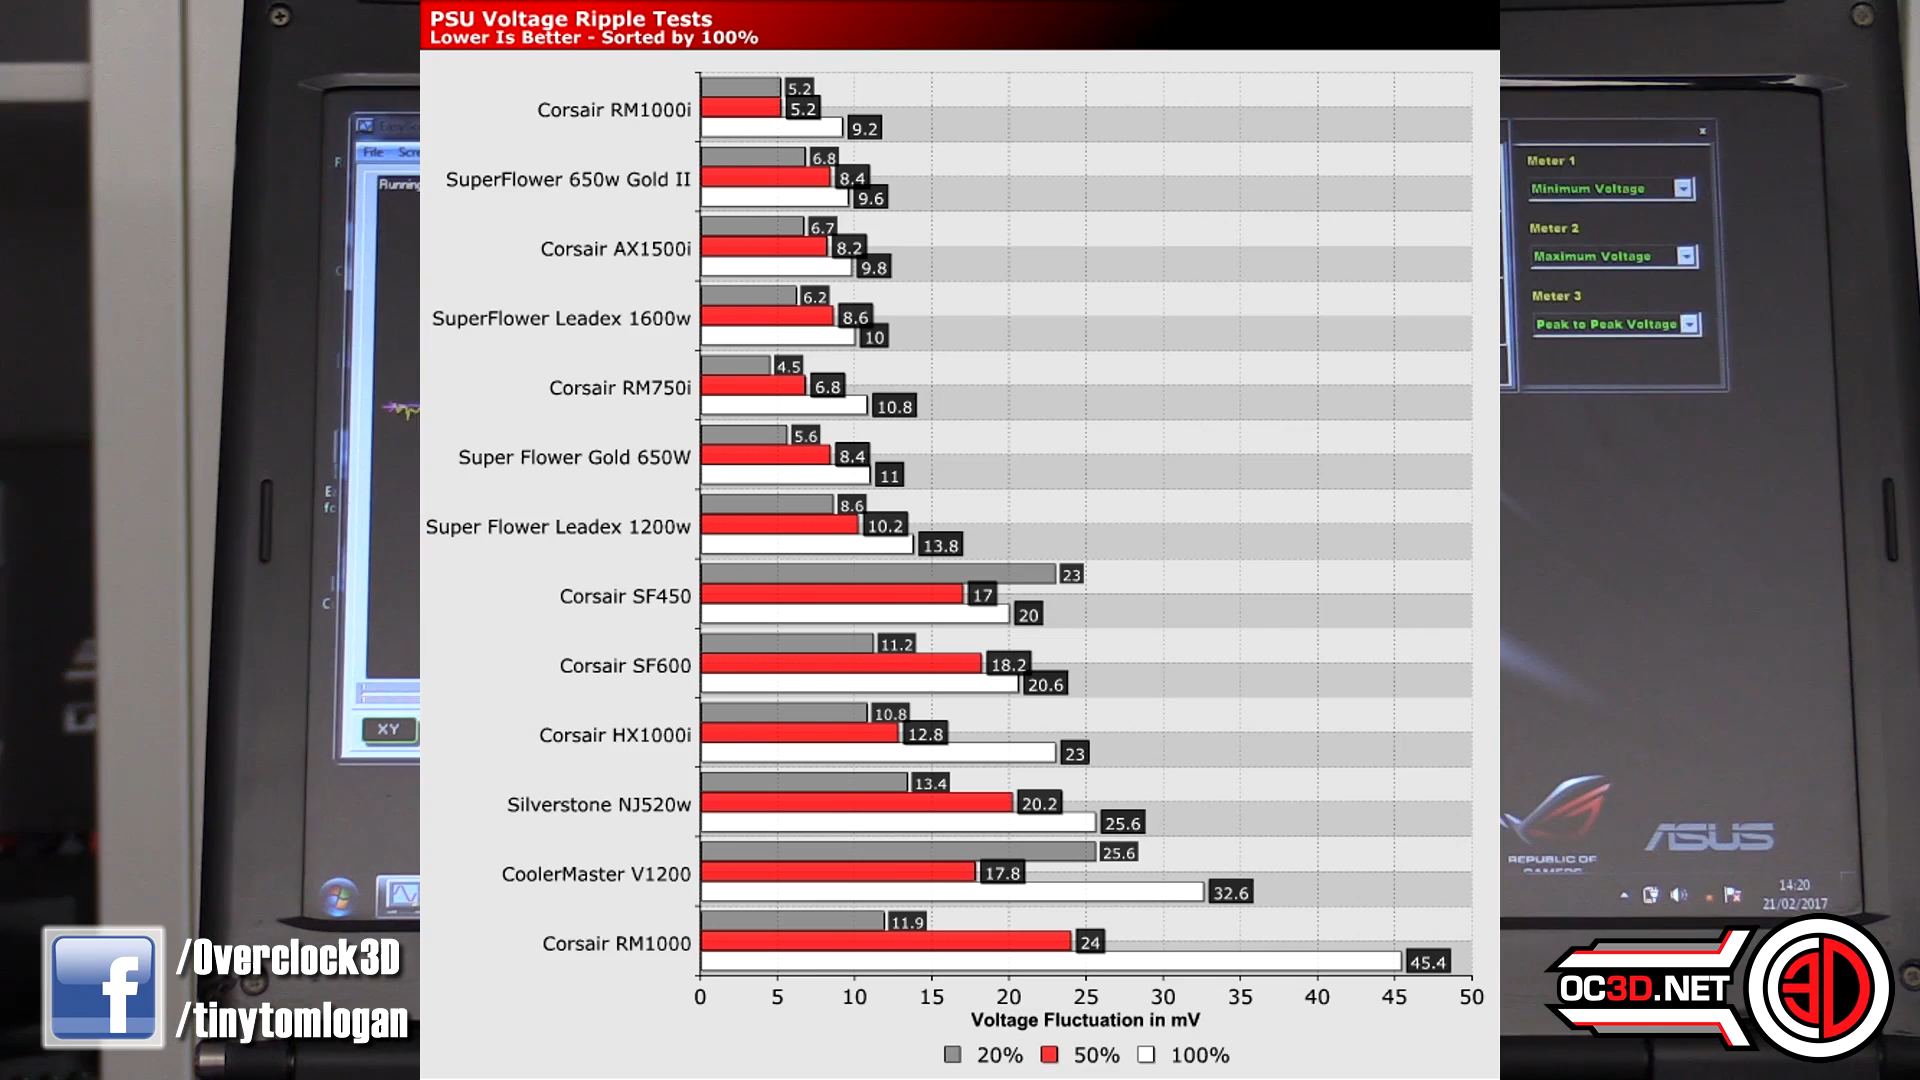 PSU Voltage Ripple Tests
Lower Is Better - Sorted by 100%
Corsair RM1000i
5.2
5.2
9.2
SuperFlower 650w Gold II
6.8
8.4
9.6
Corsair AX1500i
6.7
8.2
9.8
SuperFlower Leadex 1600w
6.2
8.6
10
Corsair RM750i
4.5
6.8
10.8
Super Flower Gold 650W
5.6
8.4
11
Super Flower Leadex 1200w
8.6
10.2
13.8
Corsair SF450
23
17
20
Corsair SF600
11.2
18.2
20.6
Corsair HX1000i
10.8
12.8
23
Silverstone NJ520w
13.4
20.2
25.6
CoolerMaster V1200
25.6
17.8
32.6
Corsair RM1000
11.9
24
45.4
0 5 10 15 20 25 30 35 40 45 50
Voltage Fluctuation in mV
20% 50% 100%
File
Running
XY
Meter 1
Minimum Voltage
Meter 2
Maximum Voltage
Meter 3
Peak to Peak Voltage
REPUBLIC OF
GAMERS
ASUS
14:20
21/02/2017
f
/Overclock3D
/tinytomlogan
OC3D.NET
3D